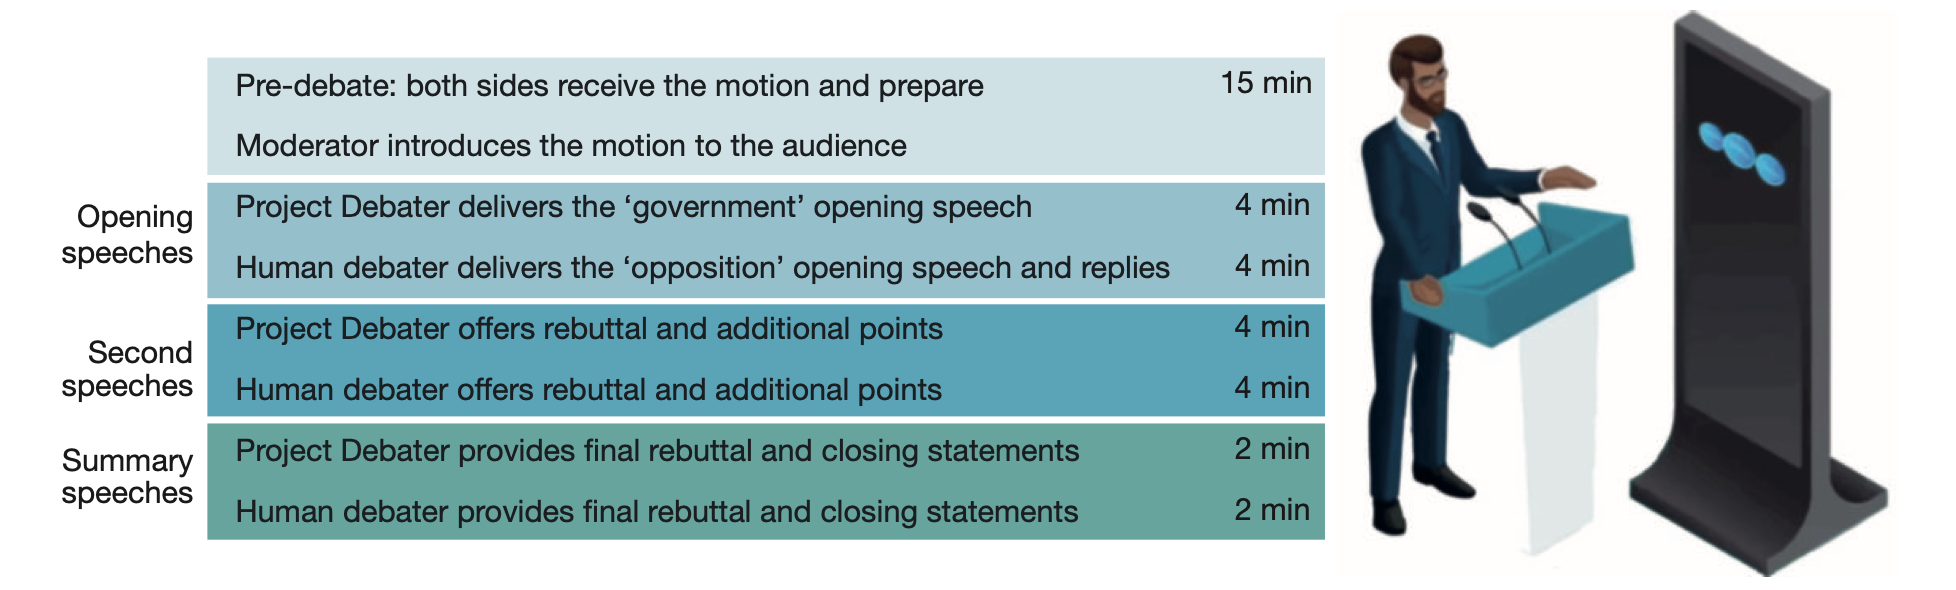 Pre-debate: both sides receive the motion and prepare 15 min
Moderator introduces the motion to the audience
Opening
speeches
Project Debater delivers the ‘government’ opening speech 4 min
Human debater delivers the ‘opposition’ opening speech and replies 4 min
Second
speeches
Project Debater offers rebuttal and additional points 4 min
Human debater offers rebuttal and additional points 4 min
Summary
speeches
Project Debater provides final rebuttal and closing statements 2 min
Human debater provides final rebuttal and closing statements 2 min